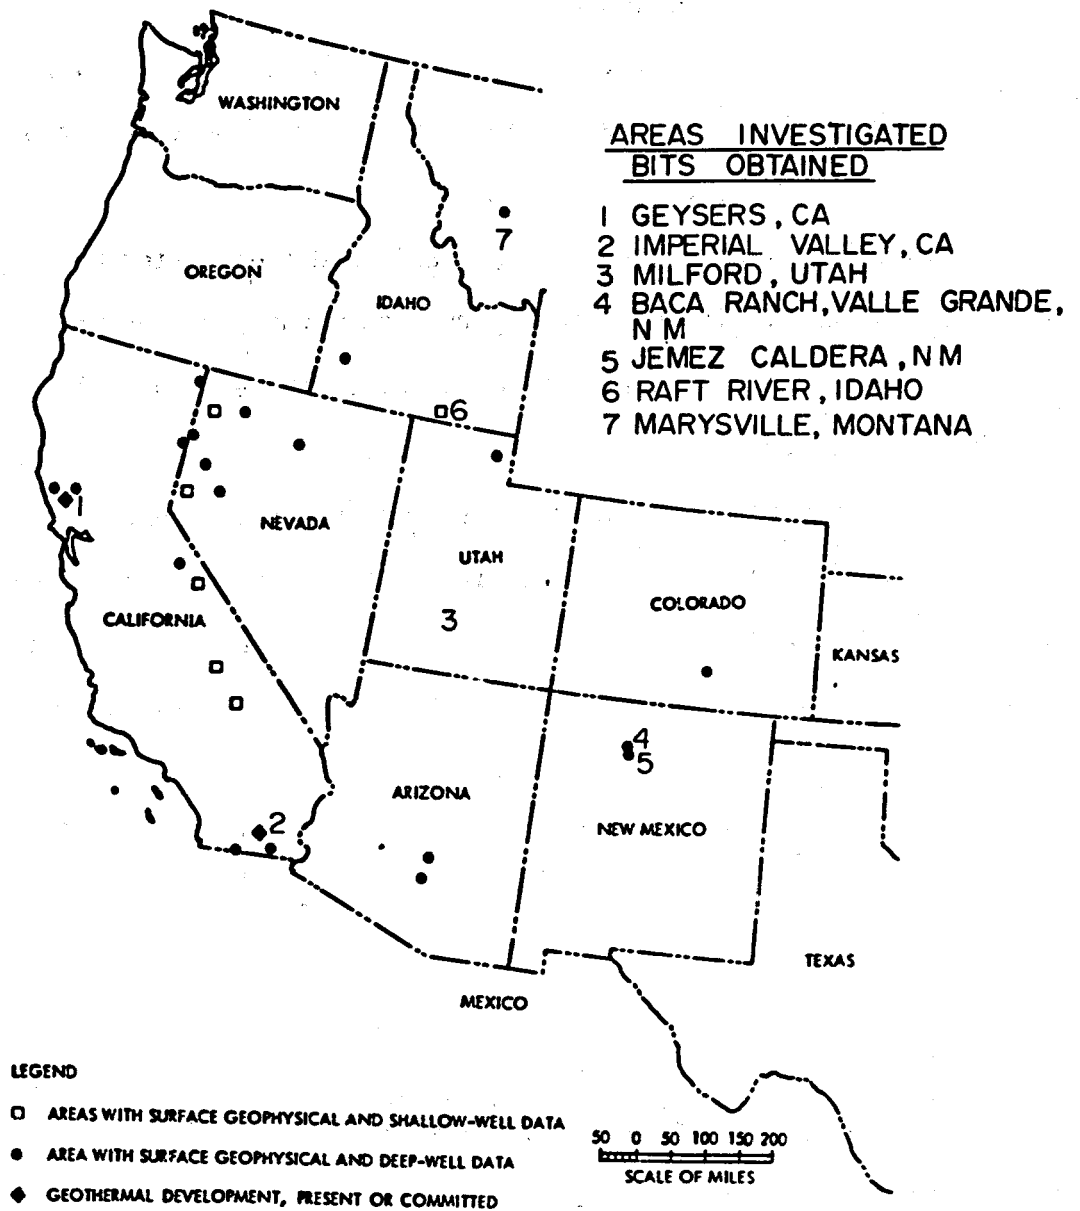 WASHINGTON
AREAS INVESTIGATED
BITS OBTAINED
1 GEYSERS, CA
2 IMPERIAL VALLEY, CA
3 MILFORD, UTAH
4 BACA RANCH, VALLE GRANDE,
N M
5 JEMEZ CALDERA, N M
6 RAFT RIVER, IDAHO
7 MARYSVILLE, MONTANA
7
OREGON
IDAHO
6
1
NEVADA
UTAH
COLORADO
CALIFORNIA
3
KANSAS
4
5
ARIZONA
2
NEW MEXICO
TEXAS
MEXICO
LEGEND
AREAS WITH SURFACE GEOPHYSICAL AND SHALLOW-WELL DATA
AREA WITH SURFACE GEOPHYSICAL AND DEEP-WELL DATA
GEOTHERMAL DEVELOPMENT, PRESENT OR COMMITTED
50 0 50 100 150 200
SCALE OF MILES